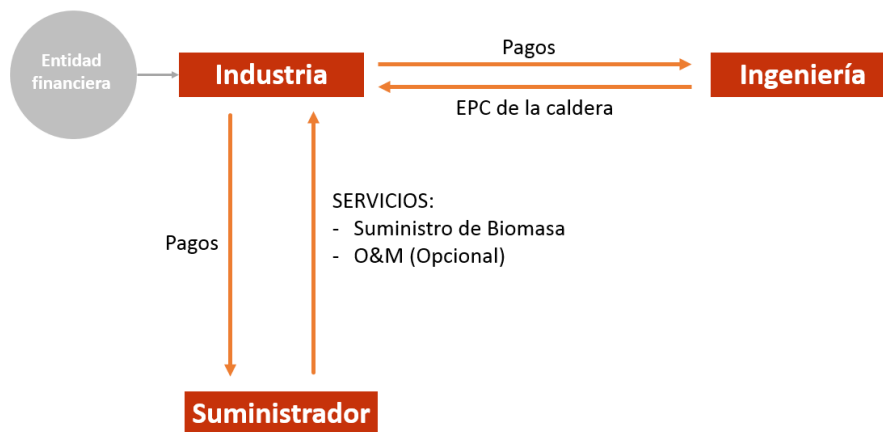 Entidad
financiera
Industria
Pagos
EPC de la caldera
Ingeniería
Pagos
SERVICIOS:
- Suministro de Biomasa
- O&M (Opcional)
Suministrador